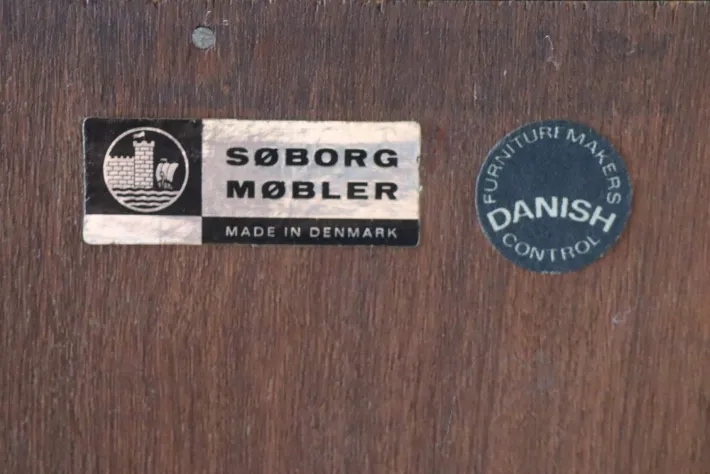 SØBORG
MØBLER
MADE IN DENMARK
FURNITUREMAKERS
DANISH
CONTROL